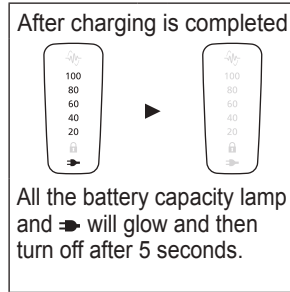 After charging is completed
100
80
60
40
20
100
80
60
40
20
All the battery capacity lamp
and will glow and then
turn off after 5 seconds.